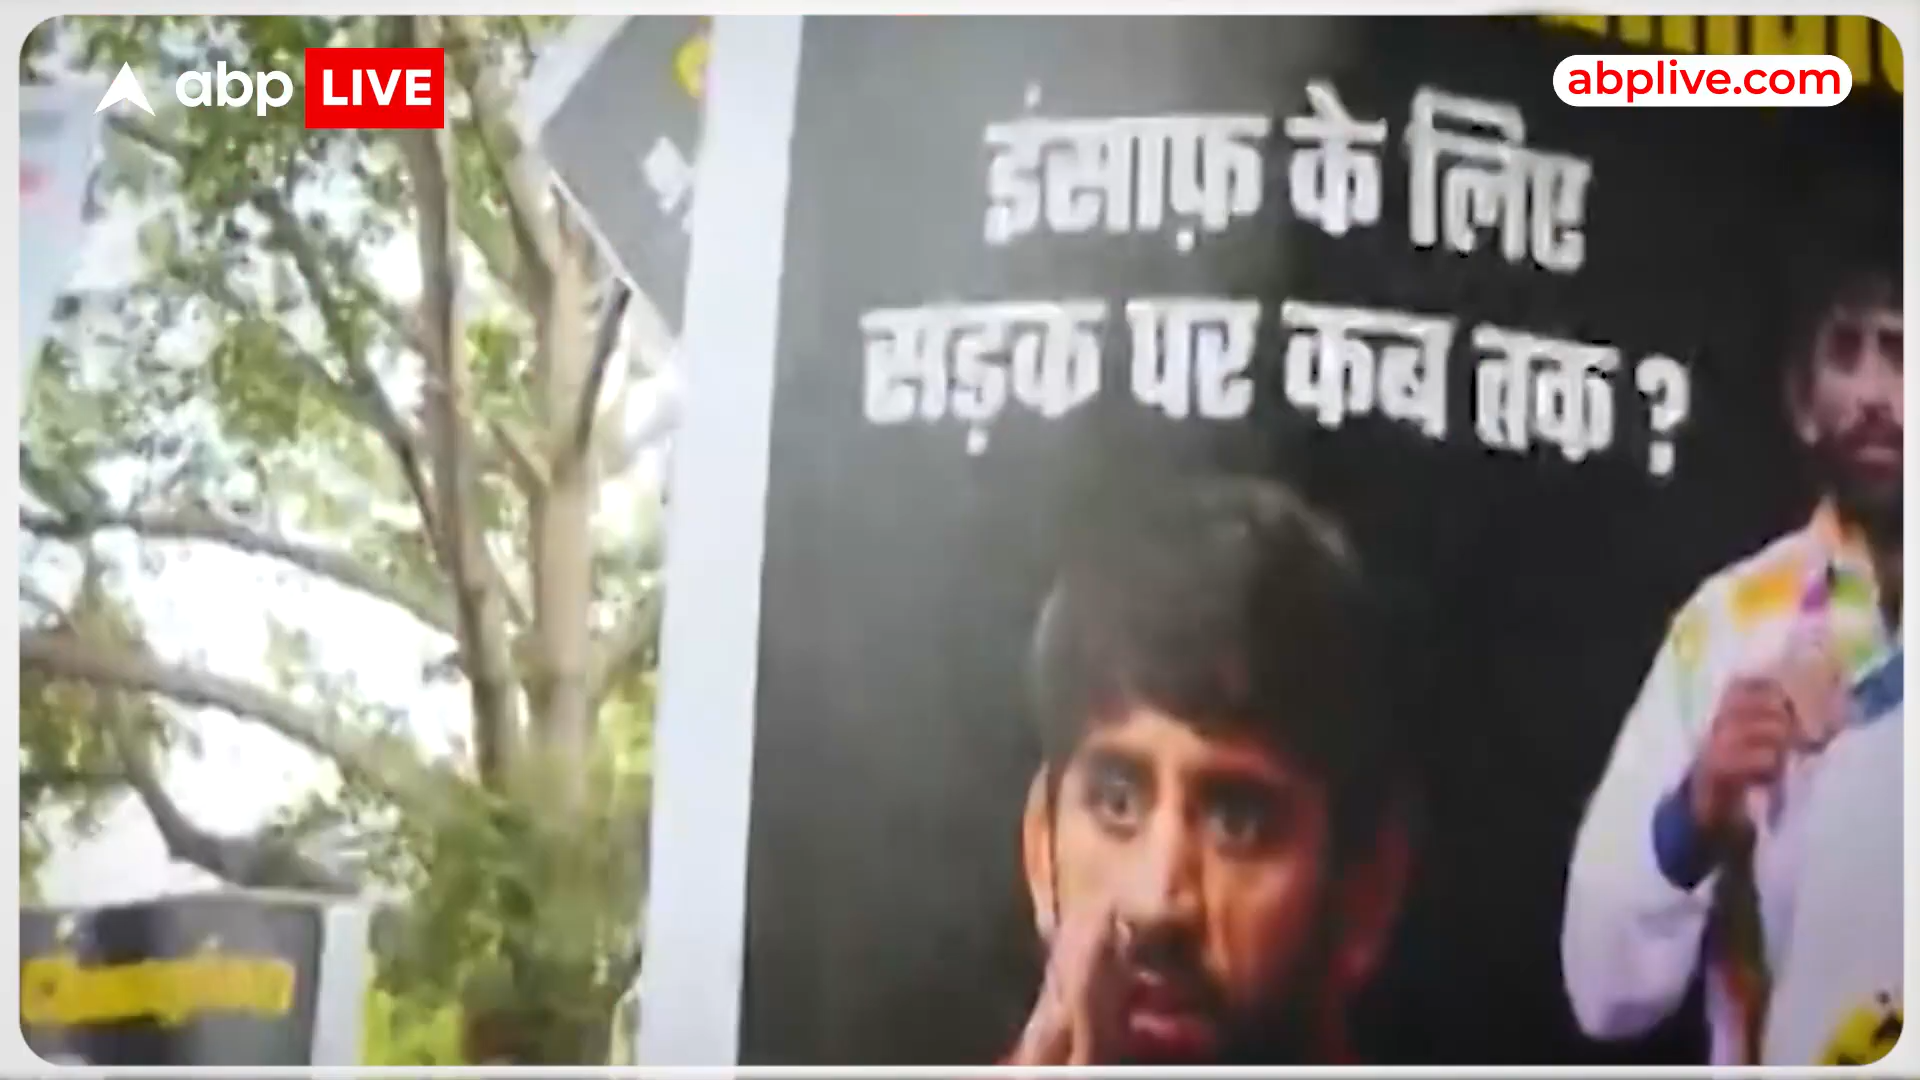 abp LIVE
abplive.com
इंसाफ़ के लिए
सड़क पर कब तक ?